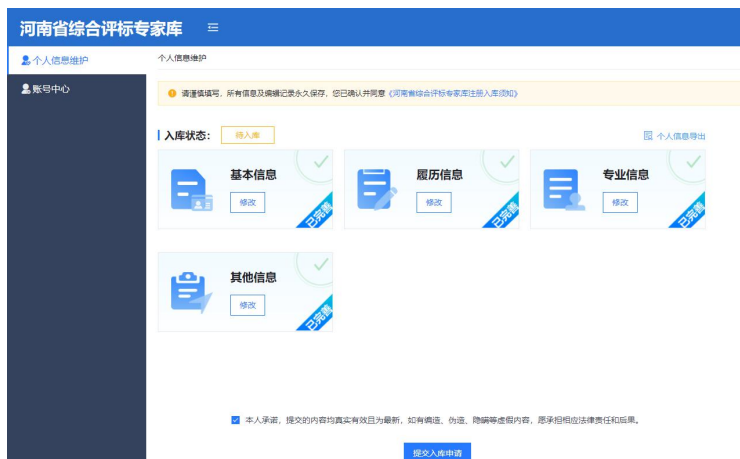 河南省综合评标专家库
个人信息维护
个人信息维护
账号中心
请谨慎填写，所有信息及编辑记录永久保存，您已确认并同意《河南省综合评标专家库注册入库须知》
入库状态： 待入库
个人信息导出
基本信息
修改
已完善
履历信息
修改
已完善
专业信息
修改
已完善
其他信息
修改
已完善
本人承诺，提交的内容均真实有效且为最新，如有编造、伪造、隐瞒等虚假内容，愿承担相应法律责任和后果。
提交入库申请